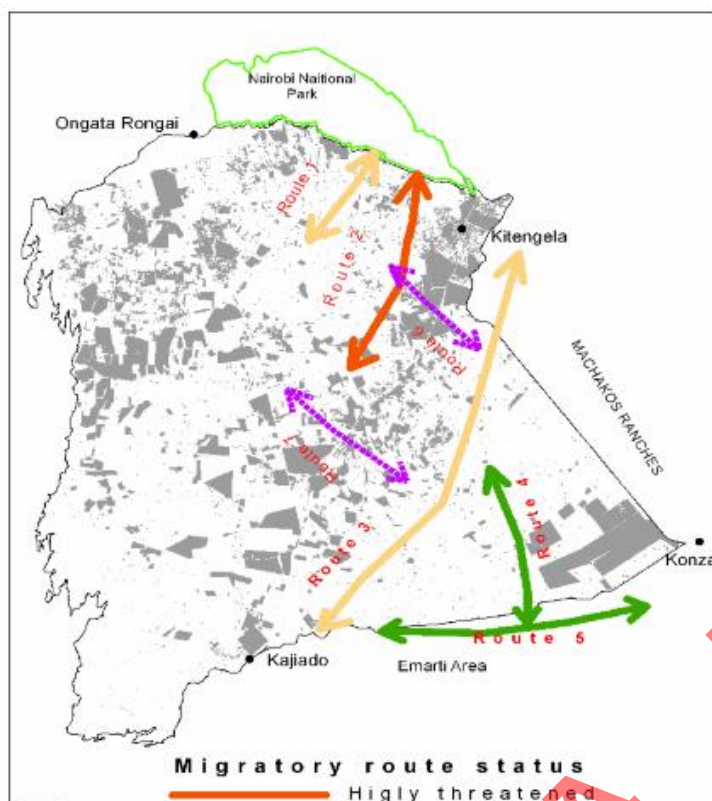 Nairobi Naitional
Park
Ongata Rongai
Route 1
Kitengela
Route 2
Route 6
MACHAKOS RANCHES
Route 7
Route 4
Route 3
Konza
Route 5
Kajiado
Emarti Area
Migratory route status
Higly threatened